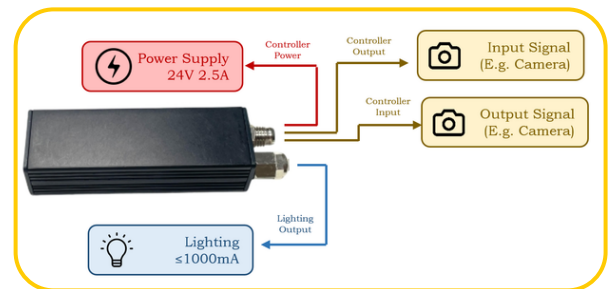 Controller
Power
Power Supply
24V 2.5A
Controller
Output
Input Signal
(E.g. Camera)
Controller
Input
Output Signal
(E.g. Camera)
Lighting
Output
Lighting
≤1000mA